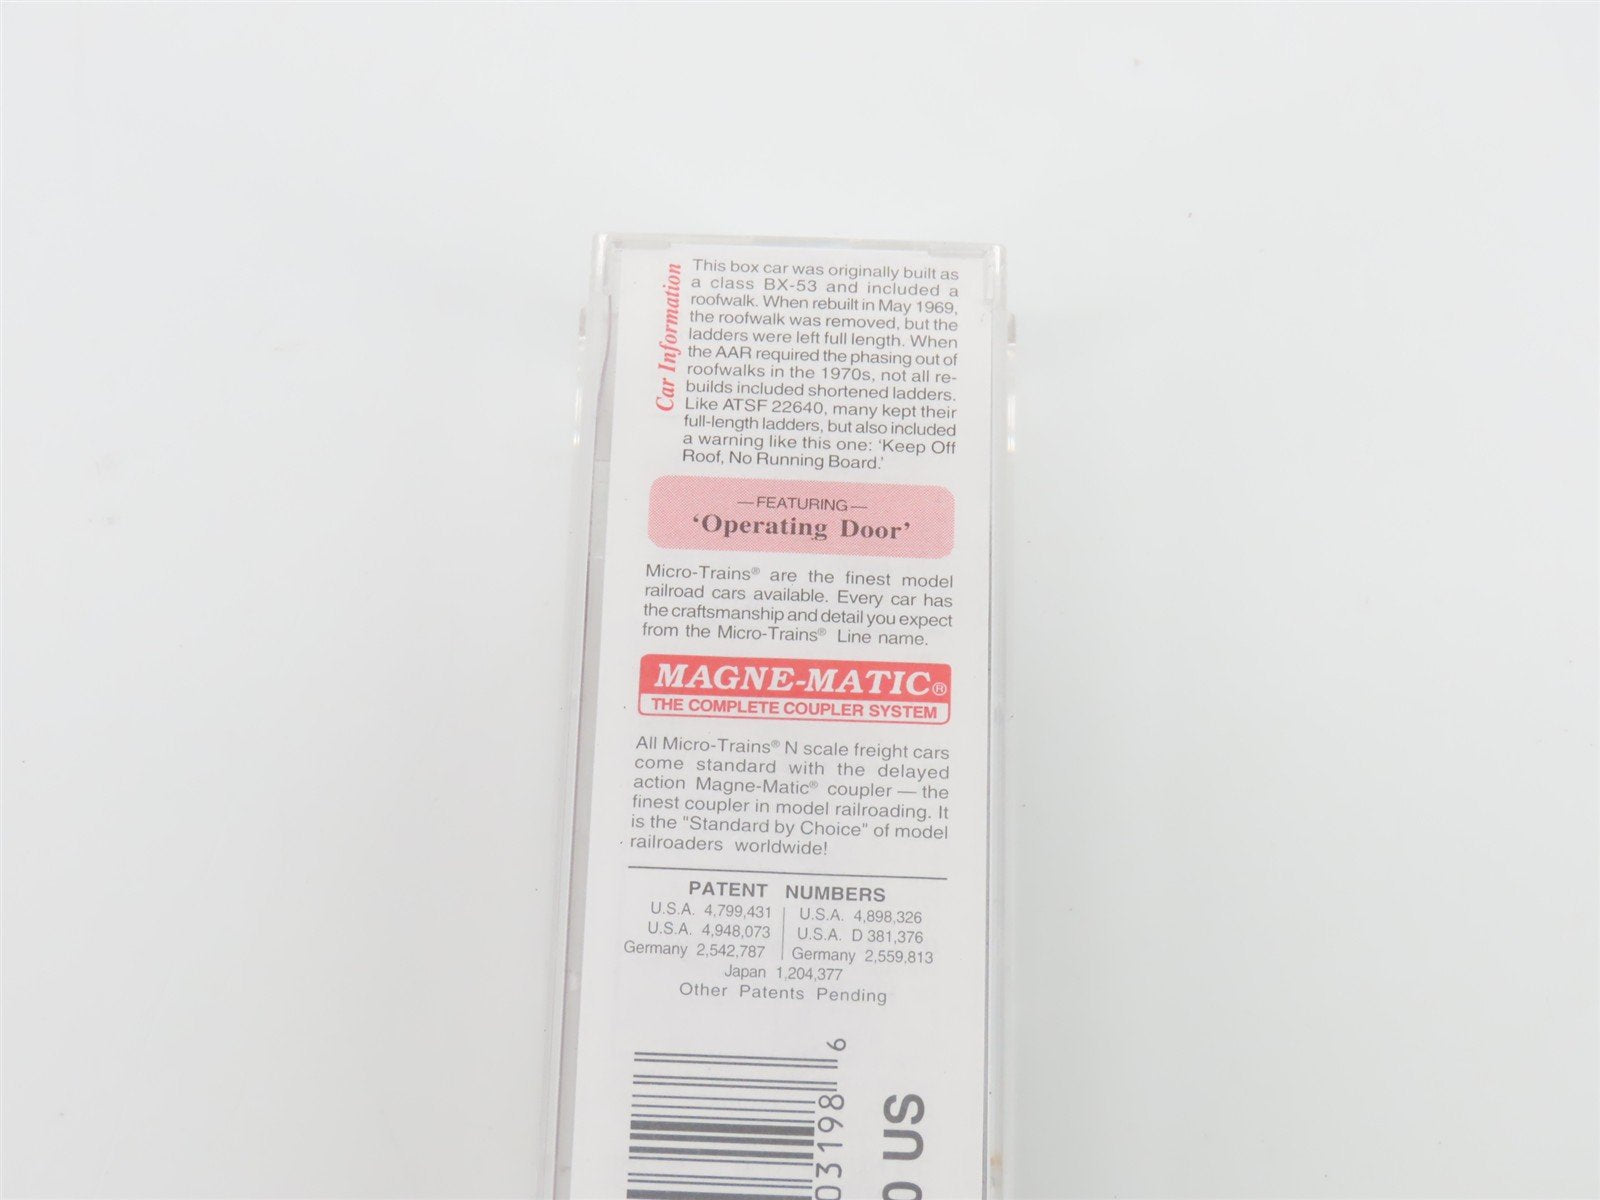 Car Information
This box car was originally built as
a class BX-53 and included a
roofwalk. When rebuilt in May 1969,
the roofwalk was removed, but the
ladders were left full length. When
the AAR required the phasing out of
roofwalks in the 1970s, not all re-
builds included shortened ladders.
Like ATSF 22640, many kept their
full-length ladders, but also included
a warning like this one: 'Keep Off
Roof, No Running Board.'
—FEATURING—
'Operating Door'
Micro-Trains® are the finest model
railroad cars available. Every car has
the craftsmanship and detail you expect
from the Micro-Trains® Line name.
MAGNE-MATIC®
THE COMPLETE COUPLER SYSTEM
All Micro-Trains® N scale freight cars
come standard with the delayed
action Magne-Matic® coupler — the
finest coupler in model railroading. It
is the "Standard by Choice" of model
railroaders worldwide!
PATENT NUMBERS
U.S.A. 4,799,431 U.S.A. 4,898,326
U.S.A. 4,948,073 U.S.A. D 381,376
Germany 2,542,787 Germany 2,559,813
Japan 1,204,377
Other Patents Pending
03198 6
0 US